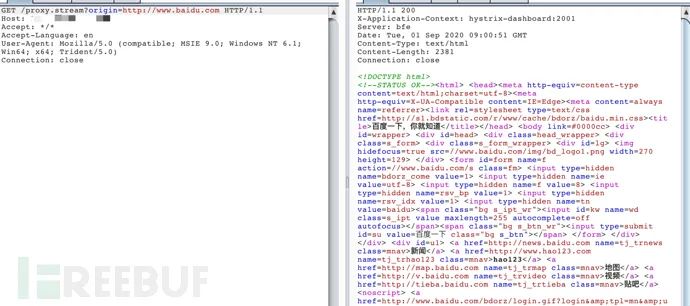 GET /proxy.stream?origin=http://www.baidu.com HTTP/1.1
Host:
Accept: */*
Accept-Language: en
User-Agent: Mozilla/5.0 (compatible; MSIE 9.0; Windows NT 6.1;
Win64; x64; Trident/5.0)
Connection: close
HTTP/1.1 200
X-Application-Context: hystrix-dashboard:2001
Server: bfe
Date: Tue, 01 Sep 2020 09:00:51 GMT
Content-Type: text/html
Content-Length: 2381
Connection: close
<!DOCTYPE html>
<!--STATUS OK--><html> <head><meta http-equiv=content-type
content=text/html;charset=utf-8><meta
http-equiv=X-UA-Compatible content=IE=Edge><meta content=always
name=referrer><link rel=stylesheet type=text/css
href=http://s1.bdstatic.com/r/www/cache/bdorz/baidu.min.css><tit
le>百度一下，你就知道</title></head> <body link=#0000cc> <div
id=wrapper> <div id=head> <div class=head_wrapper> <div
class=s_form> <div class=s_form_wrapper> <div id=lg> <img
hidefocus=true src=//www.baidu.com/img/bd_logo1.png width=270
height=129> </div> <form id=form name=f
action=//www.baidu.com/s class=fm> <input type=hidden
name=bdorz_come value=1> <input type=hidden name=ie
value=utf-8> <input type=hidden name=f value=8> <input
type=hidden name=rsv_bp value=1> <input type=hidden
name=rsv_idx value=1> <input type=hidden name=tn
value=baidu><span class="bg s_ipt_wr"><input id=kw name=wd
class=s_ipt value maxlength=255 autocomplete=off
autofocus></span><span class="bg s_btn_wr"><input type=submit
id=su value=百度一下 class="bg s_btn"></span> </form> </div>
</div> <div id=u1> <a href=http://news.baidu.com name=tj_trnews
class=mnav>新闻</a> <a href=http://www.hao123.com
name=tj_trhao123 class=mnav>hao123</a> <a
href=http://map.baidu.com name=tj_trmap class=mnav>地图</a> <a
href=http://v.baidu.com name=tj_trvideo class=mnav>视频</a> <a
href=http://tieba.baidu.com name=tj_trtieba class=mnav>贴吧</a>
<noscript> <a
href=http://www.baidu.com/bdorz/login.gif?login&amp;tpl=mn&amp;u
FREEBUF